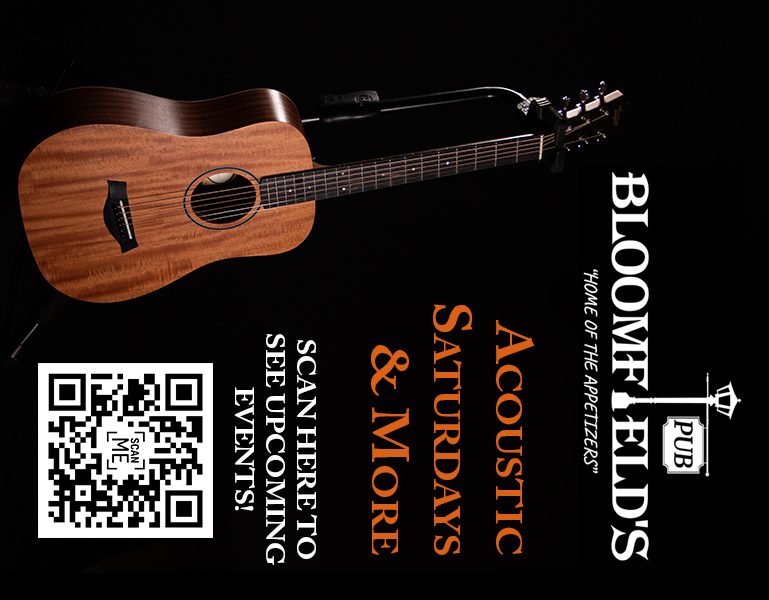 BLOOMFIELD'S
PUB
"HOME OF THE APPETIZERS"
ACOUSTIC
SATURDAYS
& MORE
SCAN HERE TO
SEE UPCOMING
EVENTS!
SCAN
ME